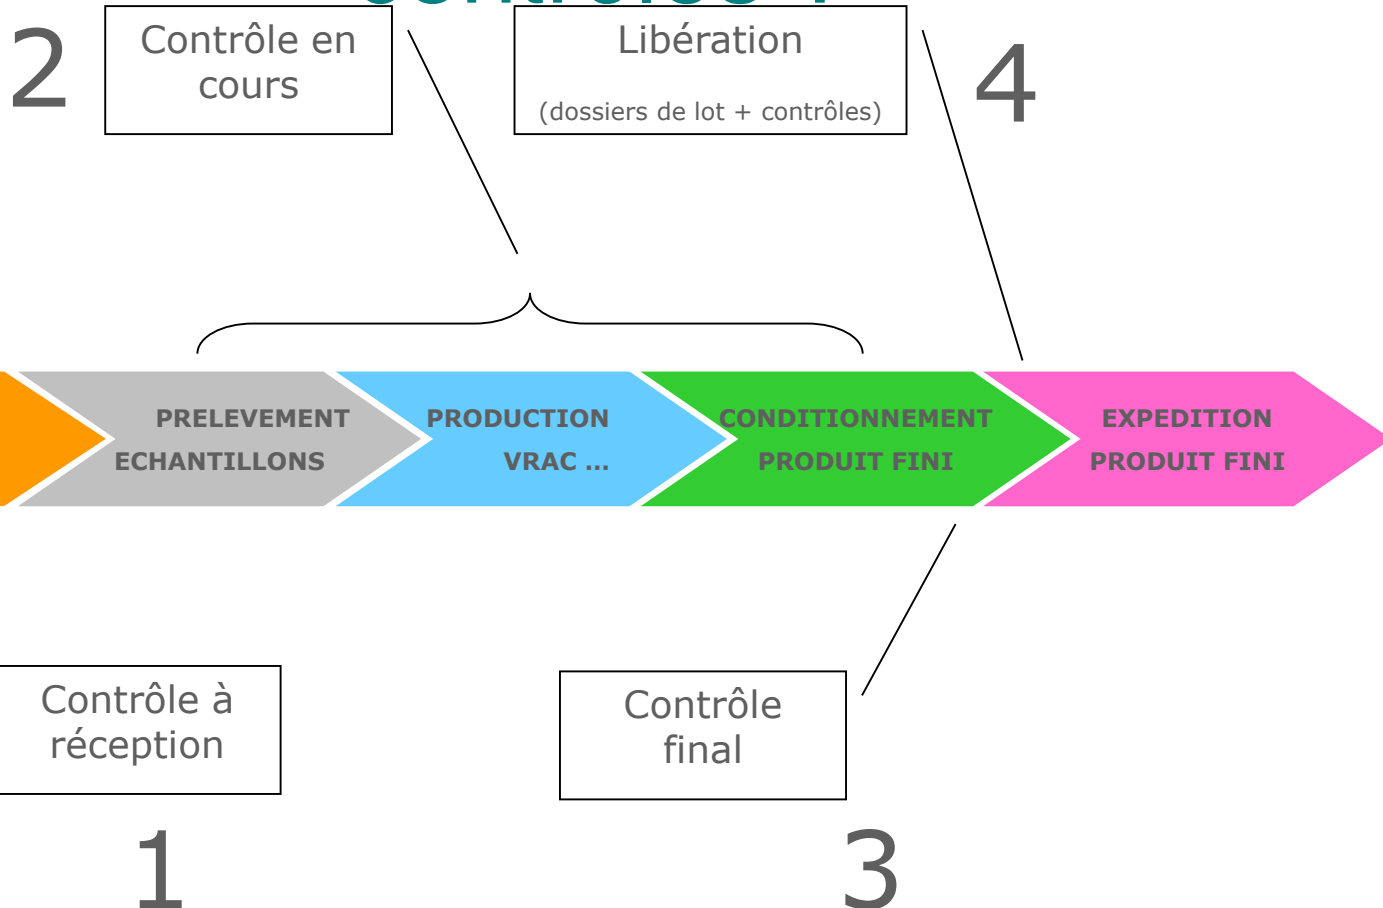 contrôles ?
2
Contrôle en
cours
Libération
(dossiers de lot + contrôles)
4
PRELEVEMENT
ECHANTILLONS
PRODUCTION
VRAC ...
CONDITIONNEMENT
PRODUIT FINI
EXPEDITION
PRODUIT FINI
Contrôle à
réception
1
Contrôle
final
3